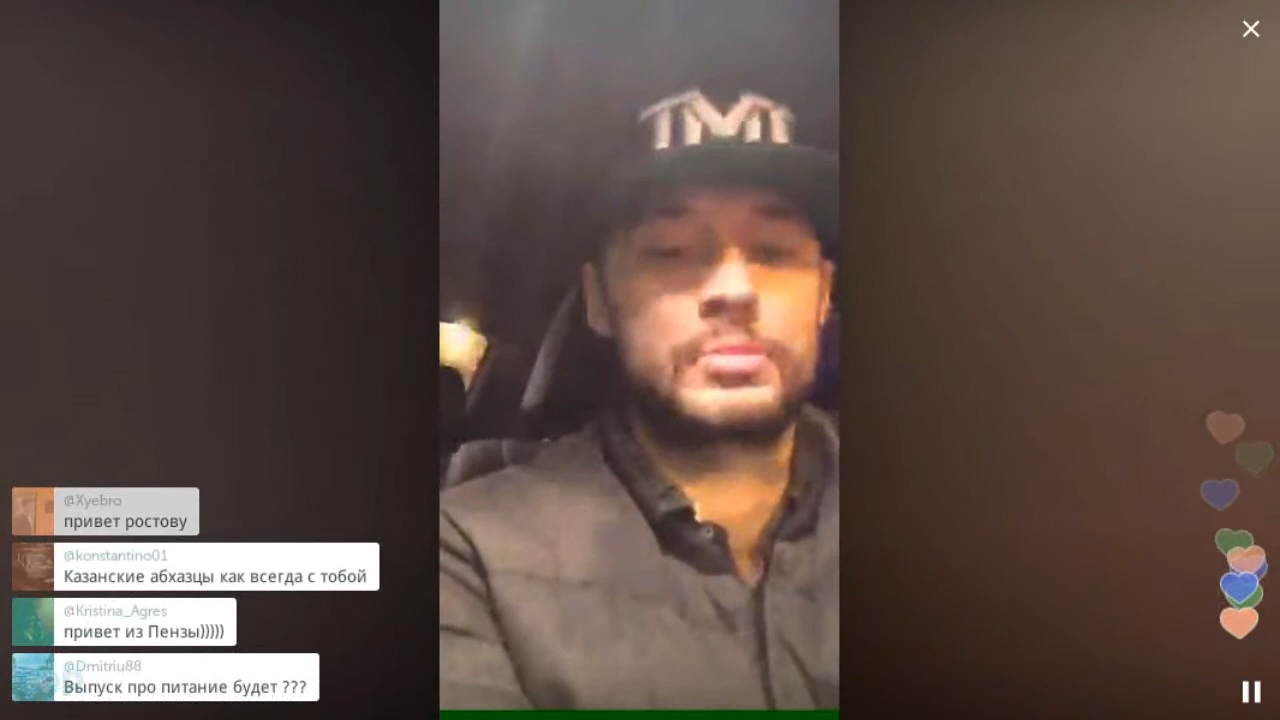 TMT
@Xyebro
привет ростову
@konstantino01
Казанские абхазцы как всегда с тобой
@Kristina_Agres
привет из Пензы)))))
@Dmitriu88
Выпуск про питание будет ???